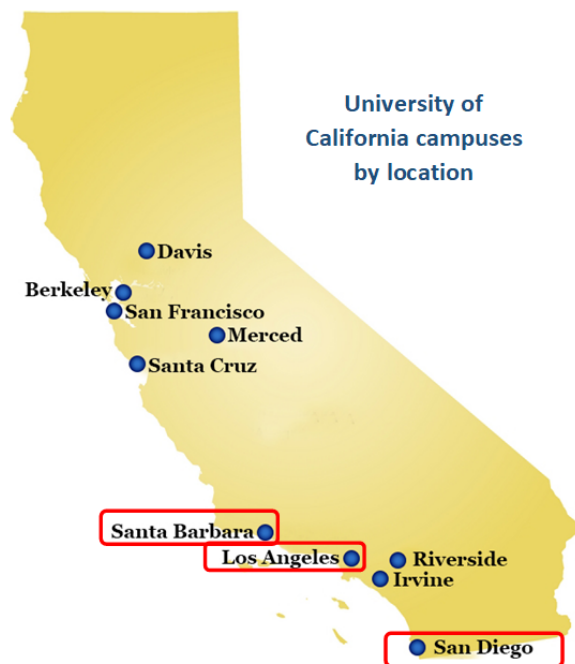 University of
California campuses
by location
Davis
Berkeley
San Francisco
Merced
Santa Cruz
Santa Barbara
Los Angeles
Riverside
Irvine
San Diego